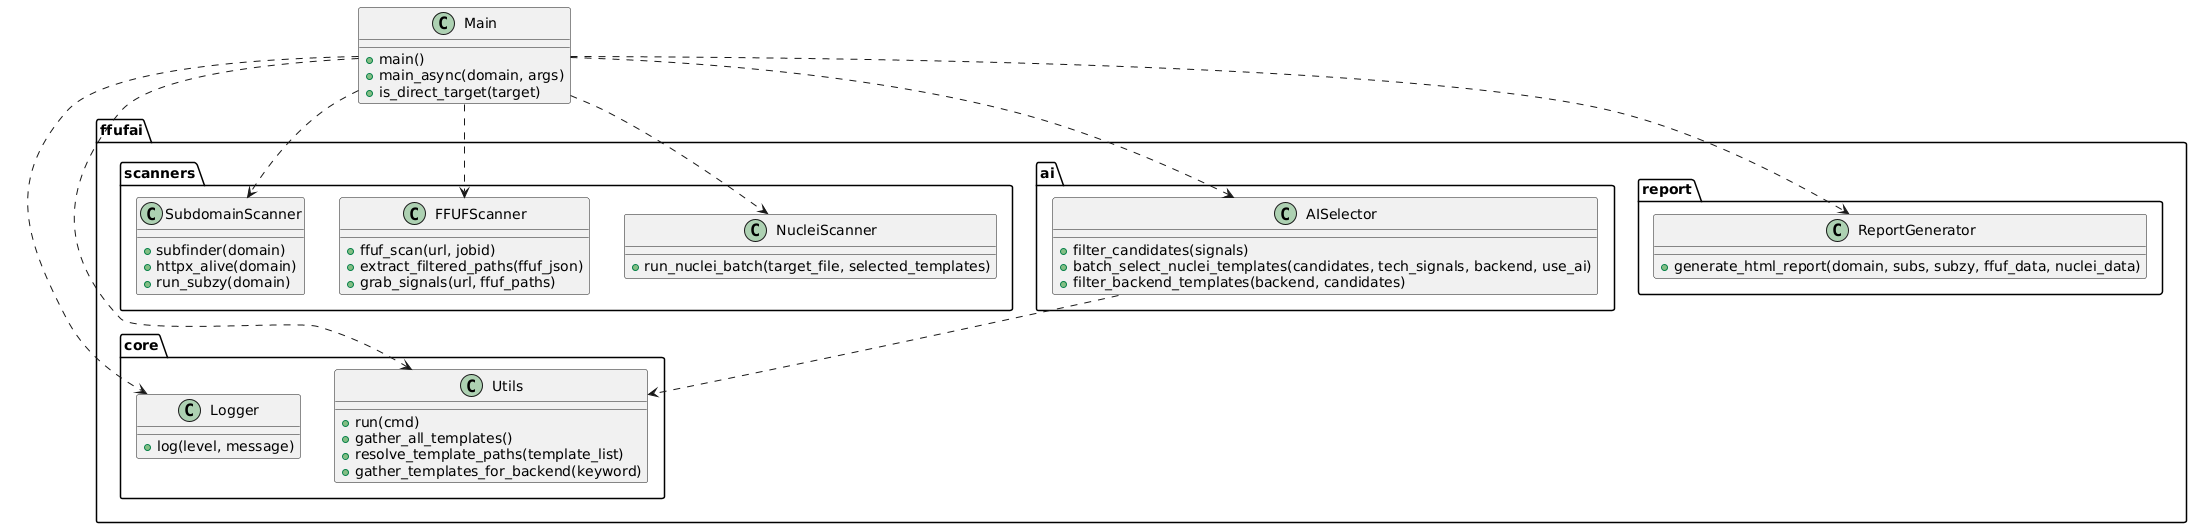 C Main
main()
main_async(domain, args)
is_direct_target(target)
ffufai
scanners
C SubdomainScanner
subfinder(domain)
httpx_alive(domain)
run_subzy(domain)
C FFUFScanner
ffuf_scan(url, jobid)
extract_filtered_paths(ffuf_json)
grab_signals(url, ffuf_paths)
C NucleiScanner
run_nuclei_batch(target_file, selected_templates)
ai
C AISelector
filter_candidates(signals)
batch_select_nuclei_templates(candidates, tech_signals, backend, use_ai)
filter_backend_templates(backend, candidates)
report
C ReportGenerator
generate_html_report(domain, subs, subzy, ffuf_data, nuclei_data)
core
C Logger
log(level, message)
C Utils
run(cmd)
gather_all_templates()
resolve_template_paths(template_list)
gather_templates_for_backend(keyword)